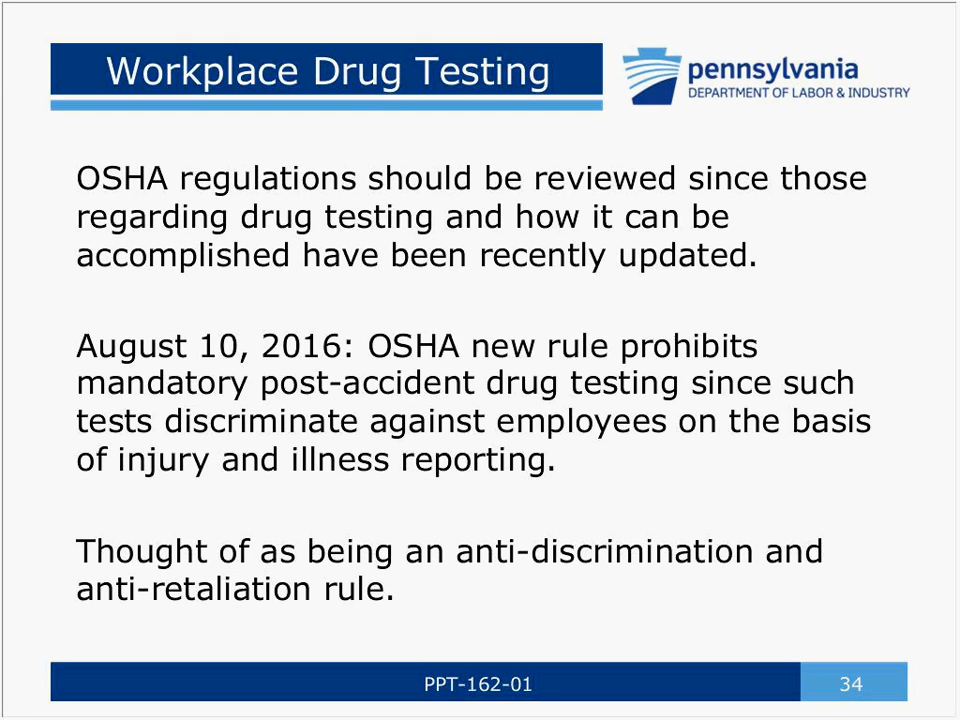 Workplace Drug Testing
pennsylvania
DEPARTMENT OF LABOR & INDUSTRY
OSHA regulations should be reviewed since those
regarding drug testing and how it can be
accomplished have been recently updated.
August 10, 2016: OSHA new rule prohibits
mandatory post-accident drug testing since such
tests discriminate against employees on the basis
of injury and illness reporting.
Thought of as being an anti-discrimination and
anti-retaliation rule.
PPT-162-01
34